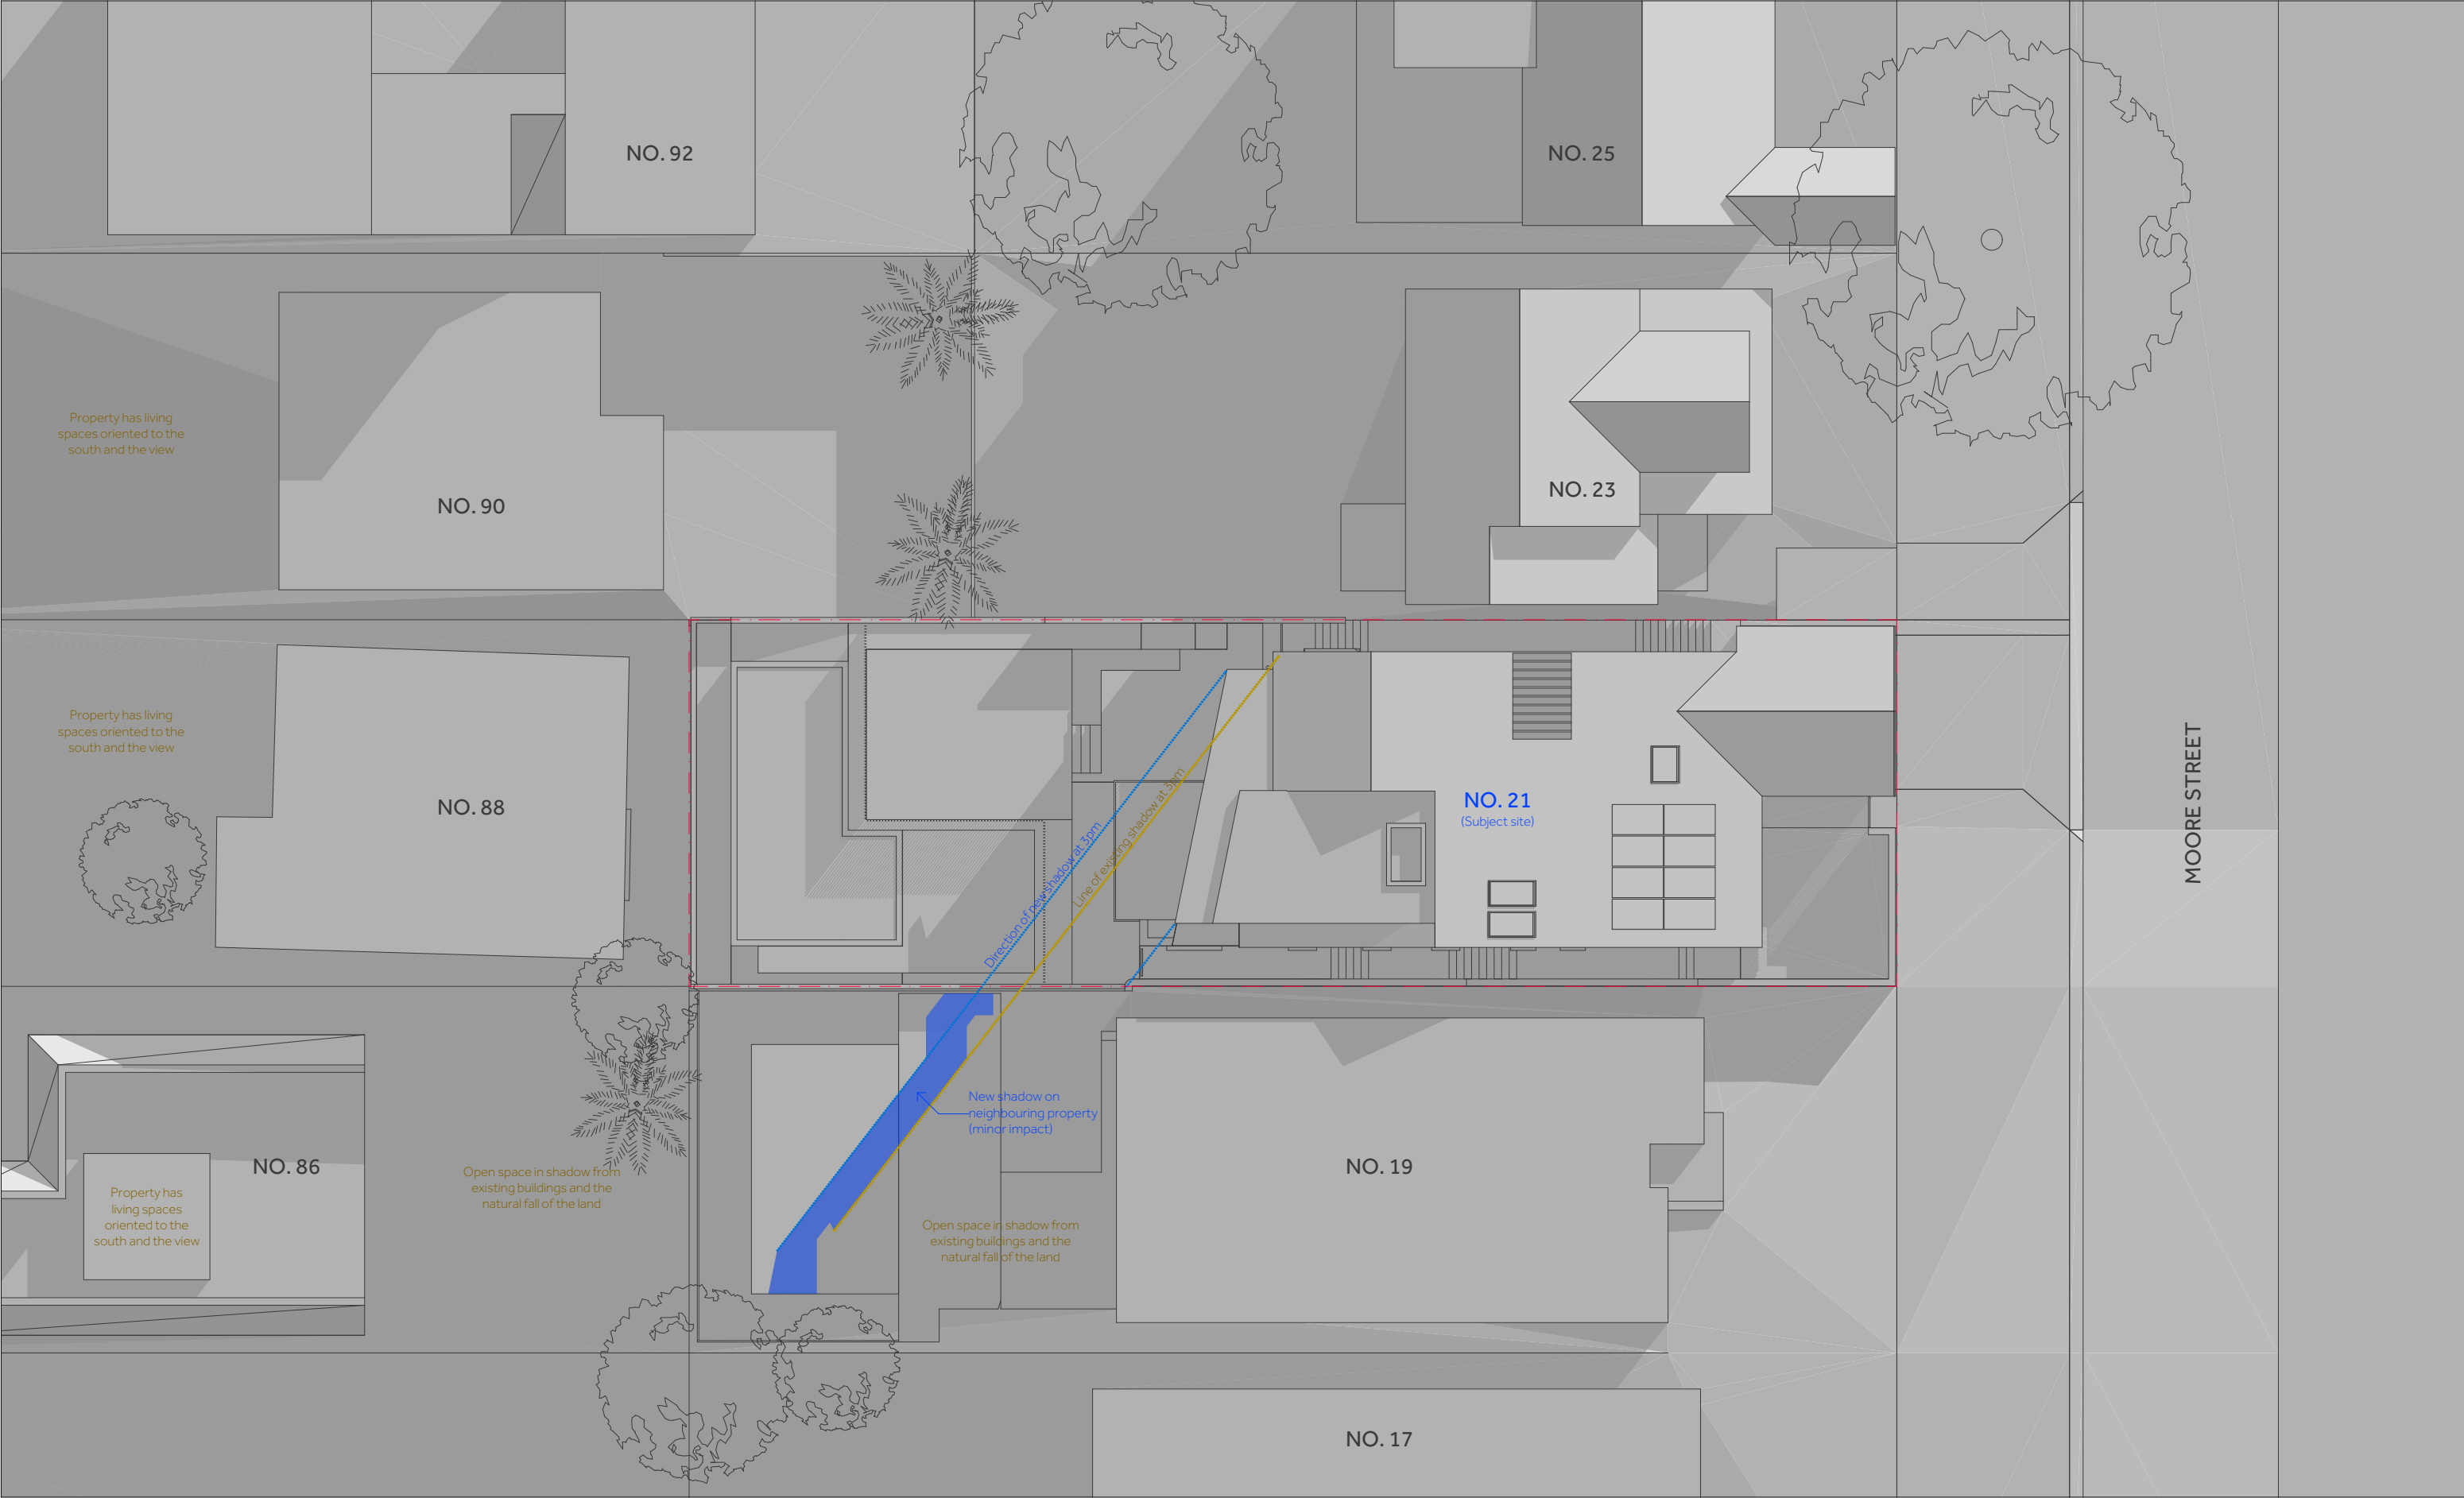 NO. 92
NO. 25
Property has living
spaces oriented to the
south and the view
NO. 90
NO. 23
Property has living
spaces oriented to the
south and the view
NO. 88
NO. 21
(Subject site)
MOORE STREET
Direction of new shadow at 3pm
Line of existing shadow at 3pm
New shadow on
neighbouring property
(minor impact)
NO. 86
Property has
living spaces
oriented to the
south and the view
Open space in shadow from
existing buildings and the
natural fall of the land
Open space in shadow from
existing buildings and the
natural fall of the land
NO. 19
NO. 17